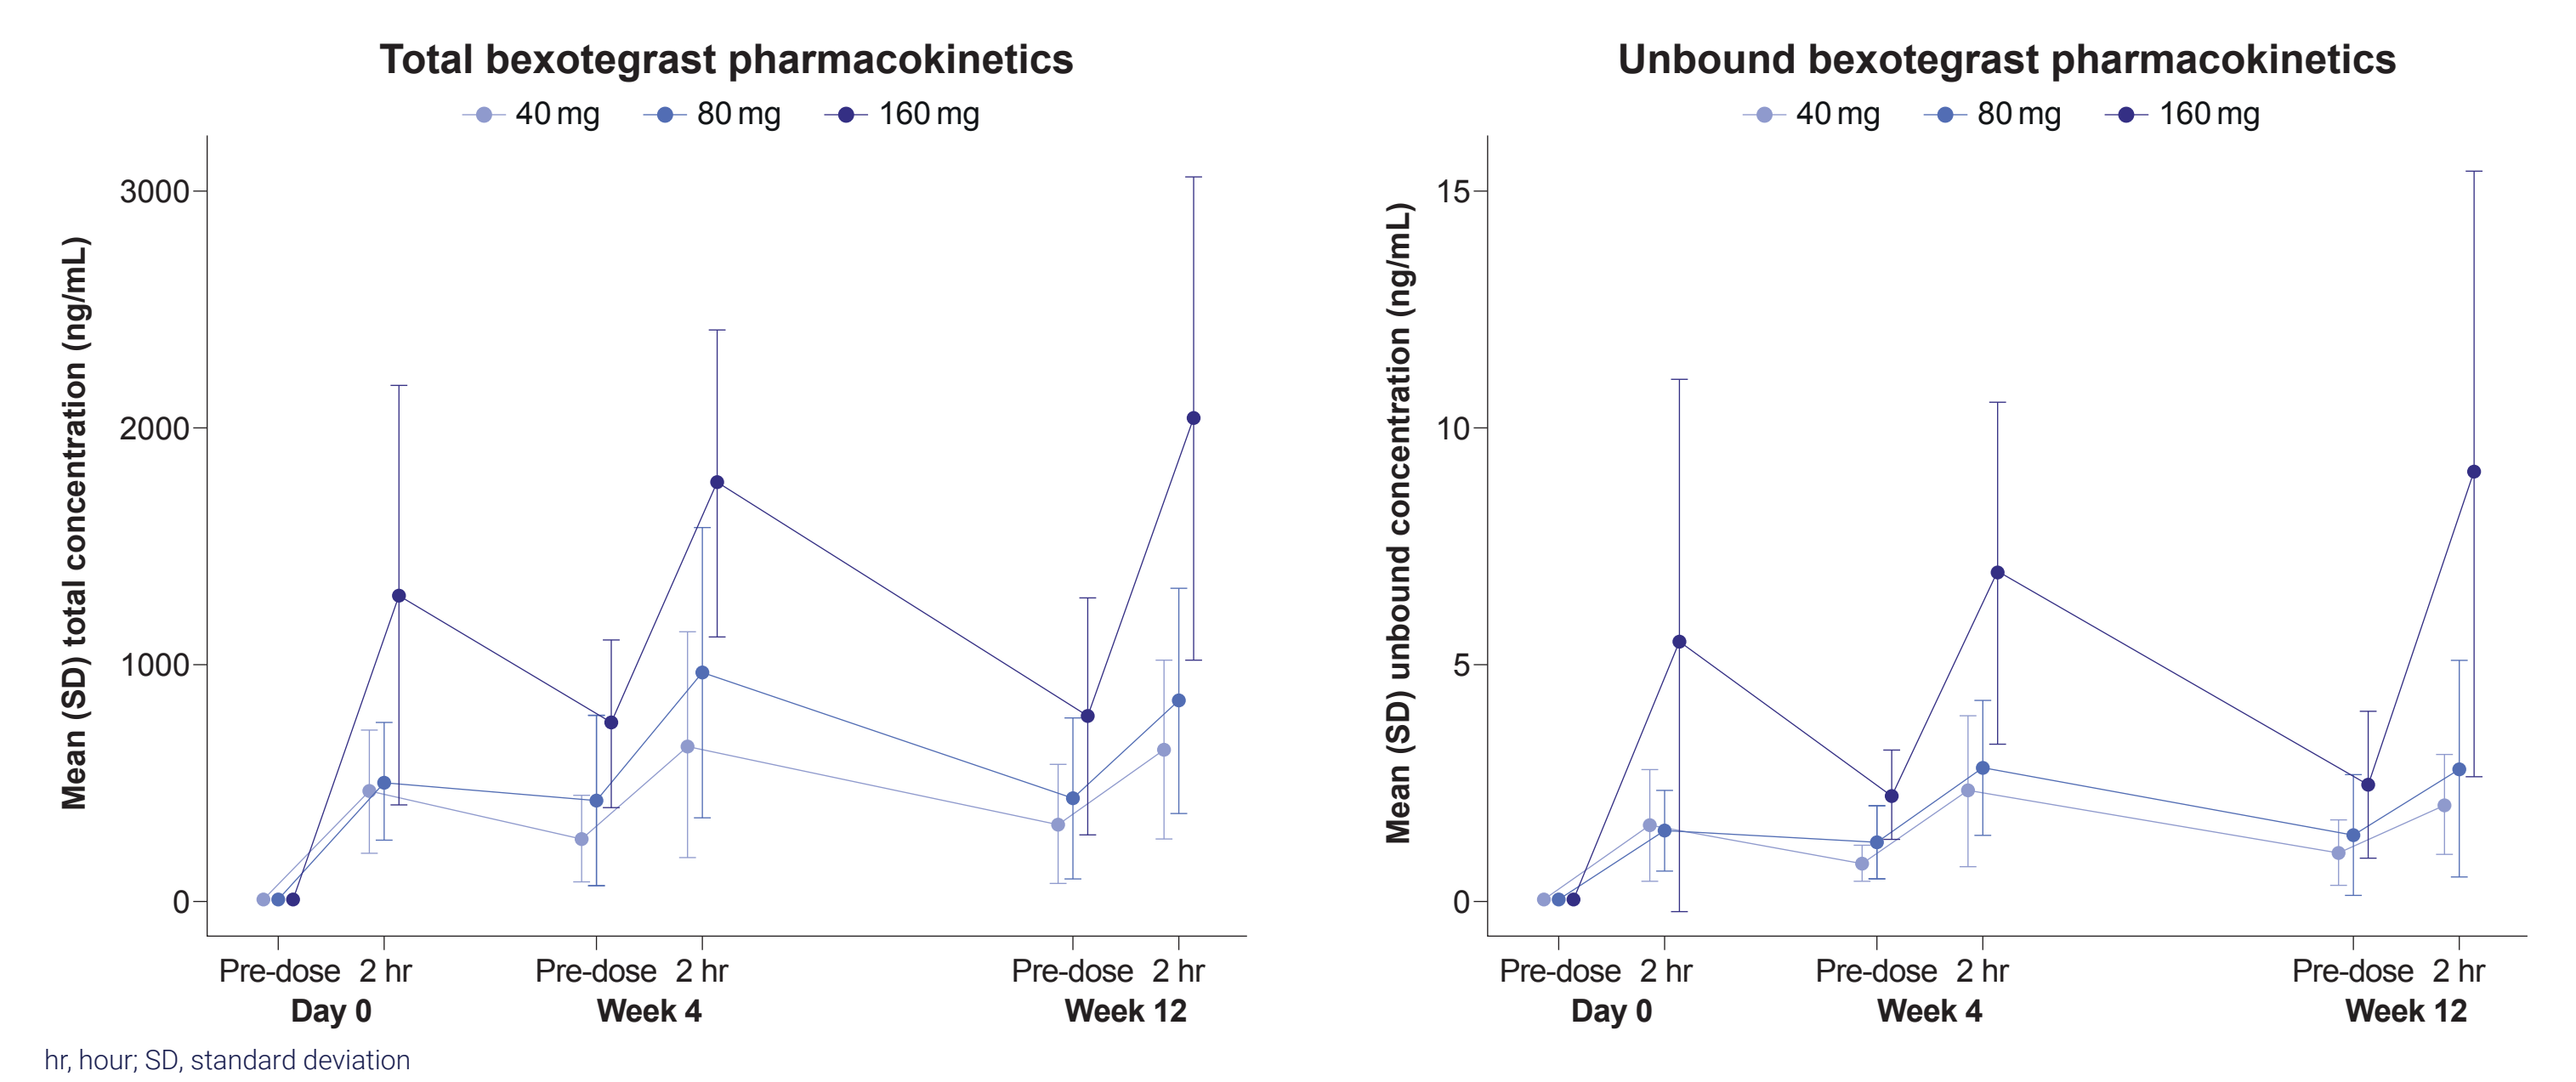 Total bexotegrast pharmacokinetics
40 mg 80 mg 160 mg
Mean (SD) total concentration (ng/mL)
3000
2000
1000
0
Pre-dose 2 hr Pre-dose 2 hr Pre-dose 2 hr
Day 0 Week 4 Week 12
Unbound bexotegrast pharmacokinetics
40 mg 80 mg 160 mg
Mean (SD) unbound concentration (ng/mL)
15
10
5
0
Pre-dose 2 hr Pre-dose 2 hr Pre-dose 2 hr
Day 0 Week 4 Week 12
hr, hour; SD, standard deviation